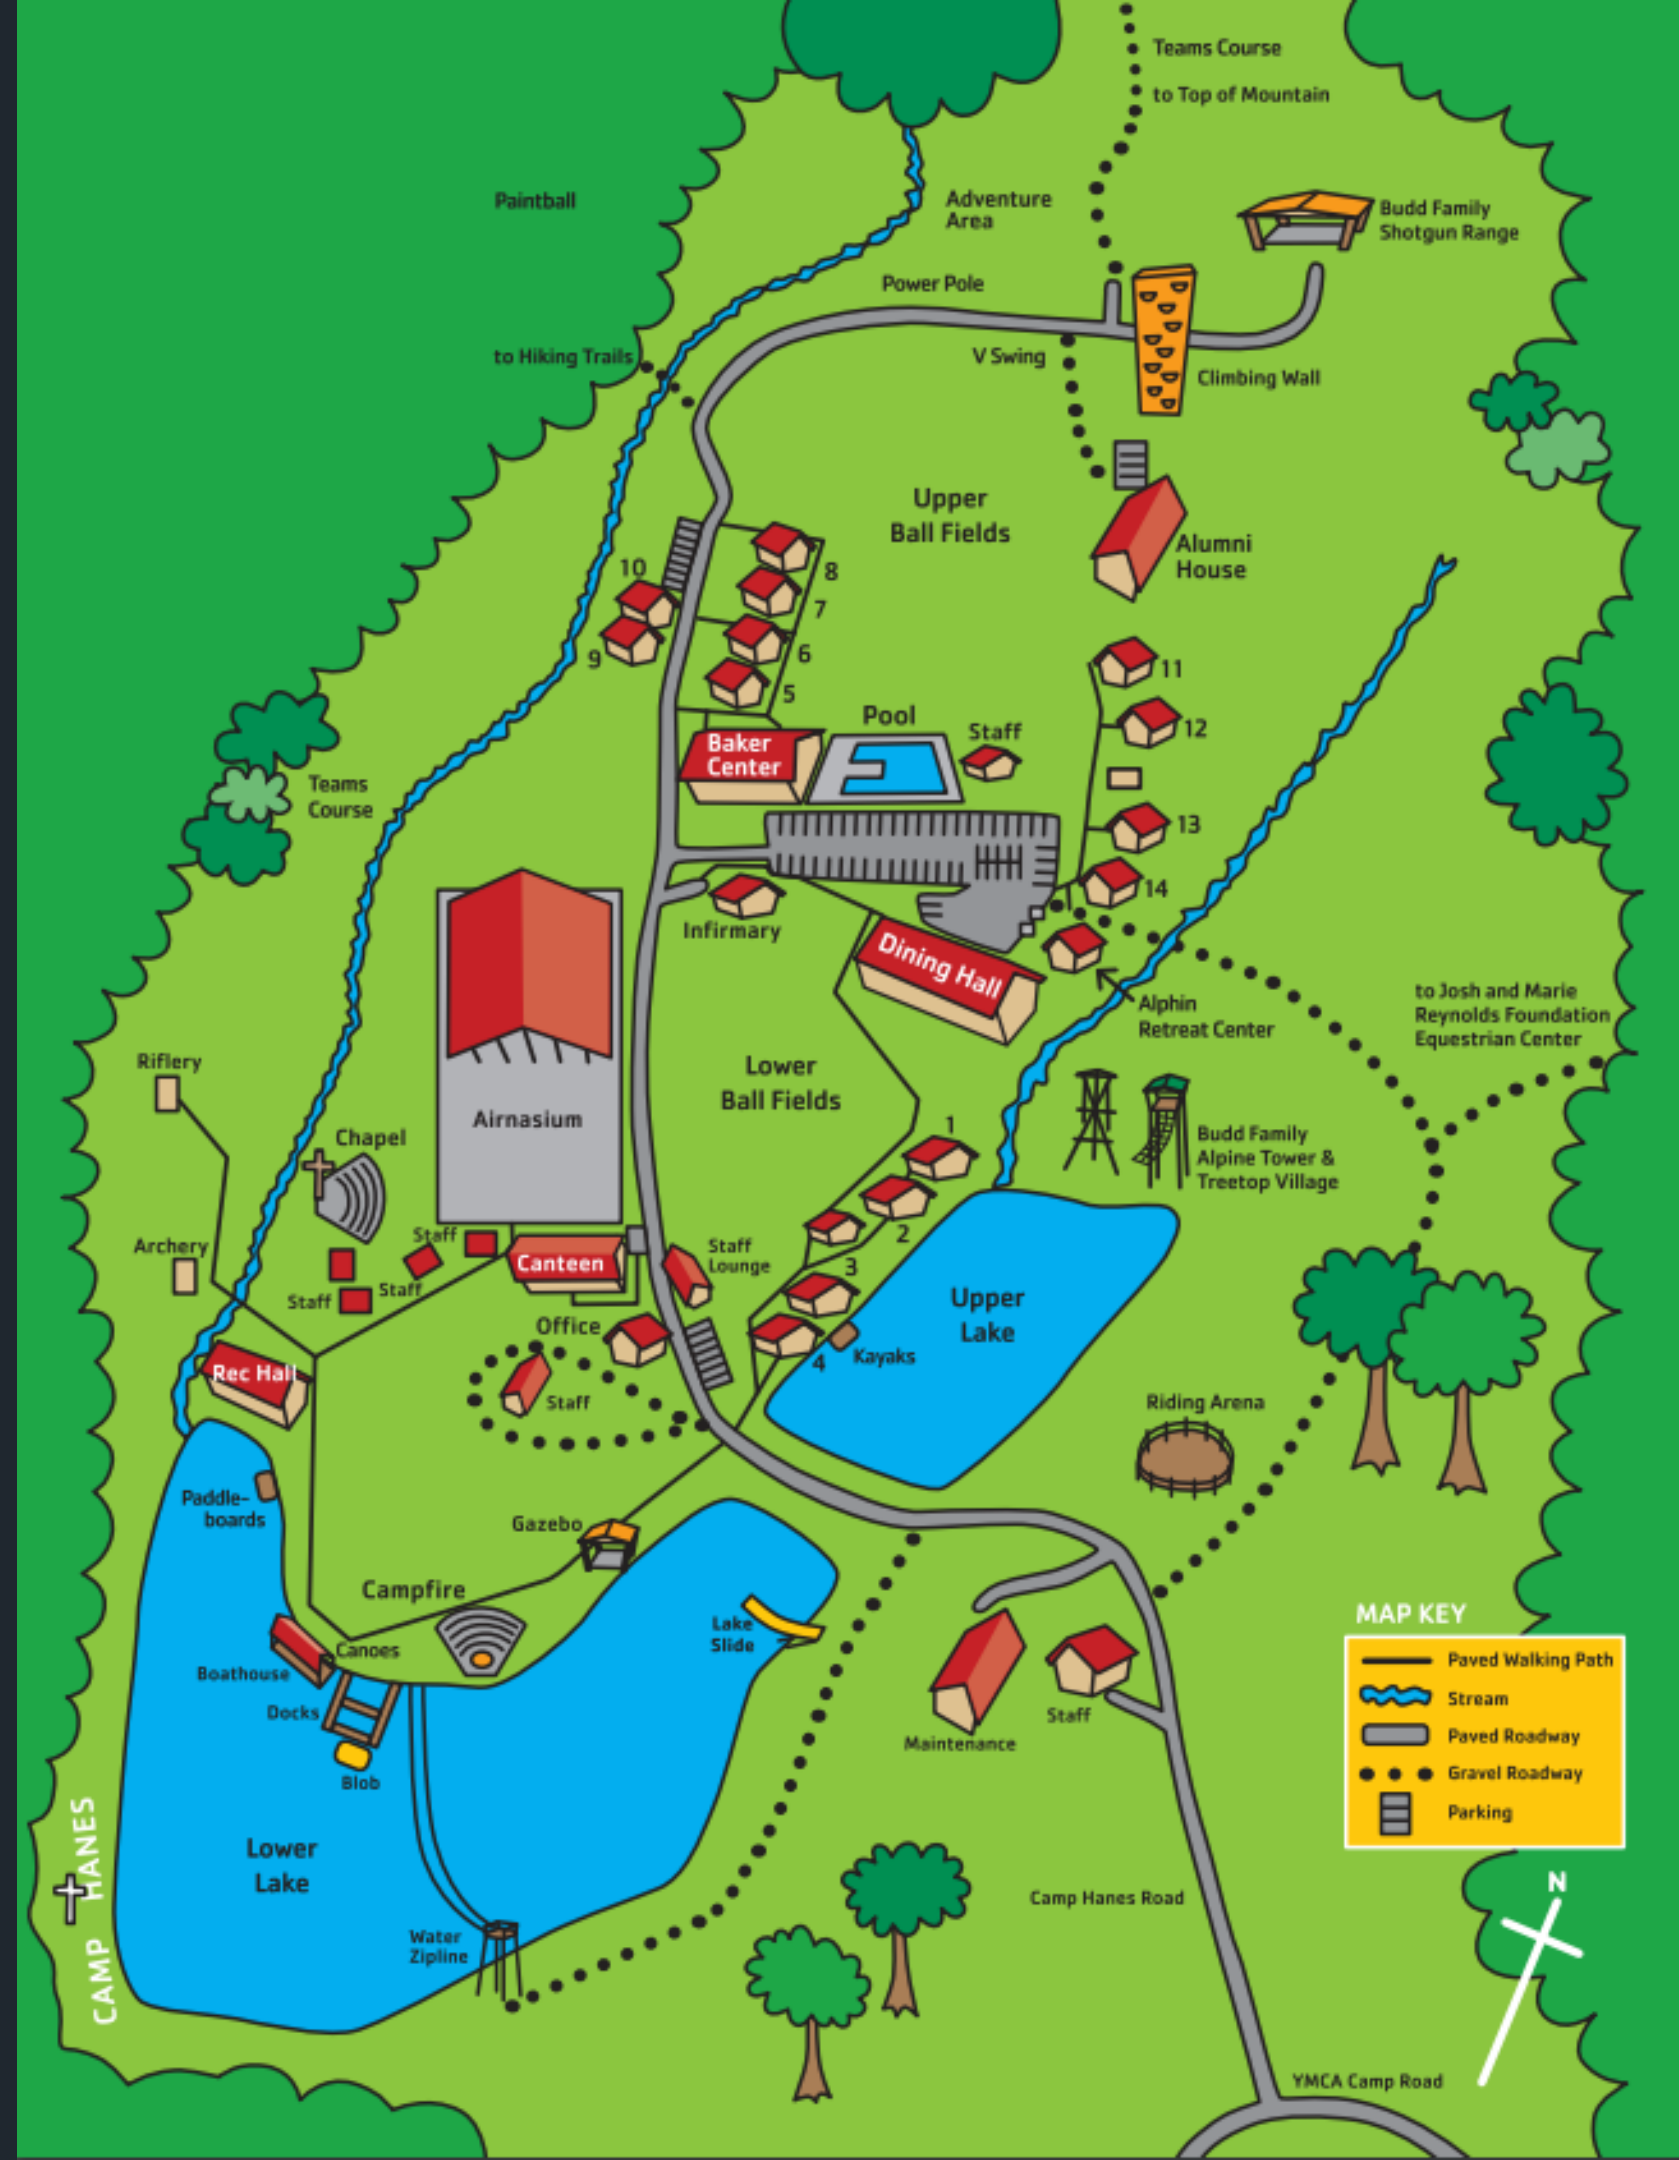 Teams Course
to Top of Mountain
Paintball
Adventure
Area
Budd Family
Shotgun Range
Power Pole
to Hiking Trails
V Swing
Climbing Wall
Upper
Ball Fields
Alumni
House
10
9
8
7
6
5
11
12
13
14
Pool
Staff
Baker
Center
Teams
Course
Infirmary
Dining Hall
Alphin
Retreat Center
to Josh and Marie
Reynolds Foundation
Equestrian Center
Riflery
Airnasium
Lower
Ball Fields
Chapel
1
2
3
4
Budd Family
Alpine Tower &
Treetop Village
Archery
Staff
Staff
Staff
Canteen
Staff
Lounge
Upper
Lake
Office
Kayaks
Rec Hall
Staff
Riding Arena
Paddle-
boards
Gazebo
Campfire
Canoes
Boathouse
Docks
Blob
Lake
Slide
Maintenance
Staff
Lower
Lake
Water
Zipline
CAMP HANES
Camp Hanes Road
YMCA Camp Road
MAP KEY
Paved Walking Path
Stream
Paved Roadway
Gravel Roadway
Parking
N